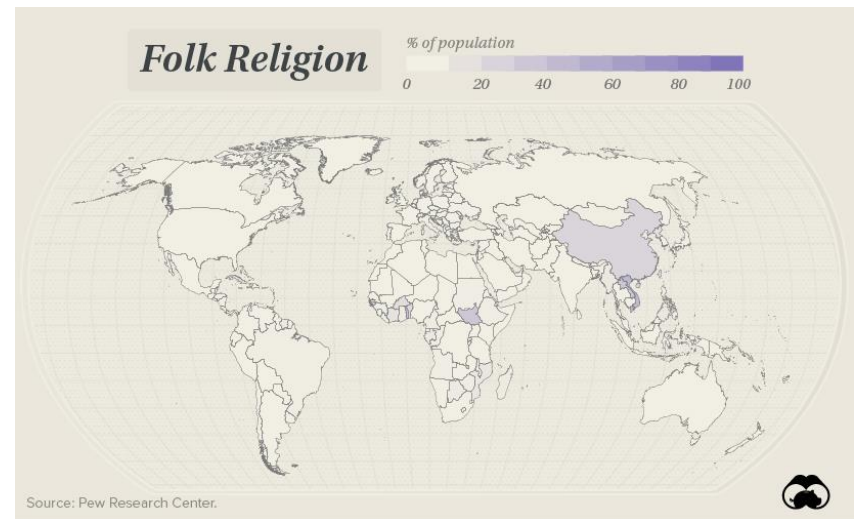 Folk Religion
% of population
0 20 40 60 80 100
Source: Pew Research Center.